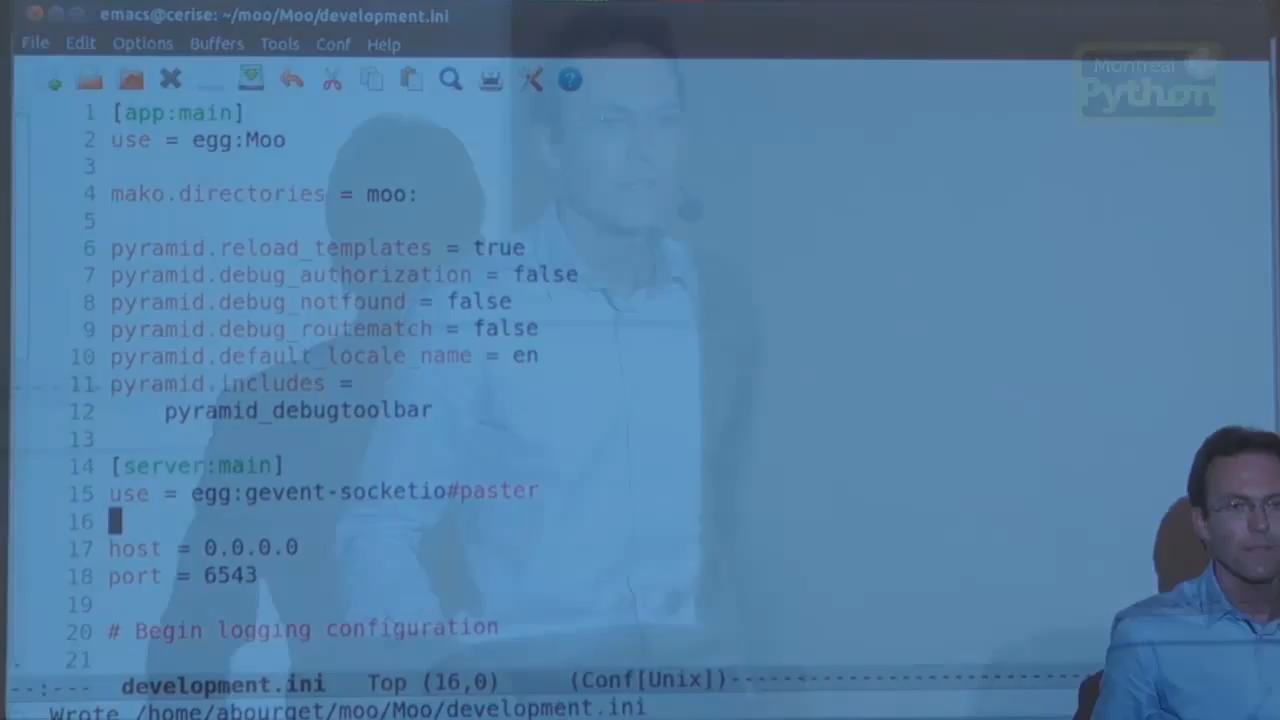 emacs@cerise: ~/moo/Moo/development.ini
File Edit Options Buffers Tools Conf Help
Montréal
Python
1 [app:main]
2 use = egg:Moo
3
4 mako.directories = moo:
5
6 pyramid.reload_templates = true
7 pyramid.debug_authorization = false
8 pyramid.debug_notfound = false
9 pyramid.debug_routematch = false
10 pyramid.default_locale_name = en
11 pyramid.includes =
12 pyramid_debugtoolbar
13
14 [server:main]
15 use = egg:gevent-socketio#paster
16
17 host = 0.0.0.0
18 port = 6543
19
20 # Begin logging configuration
21
--:--- development.ini Top (16,0) (Conf[Unix])---------------------------
Wrote /home/abourget/moo/Moo/development.ini